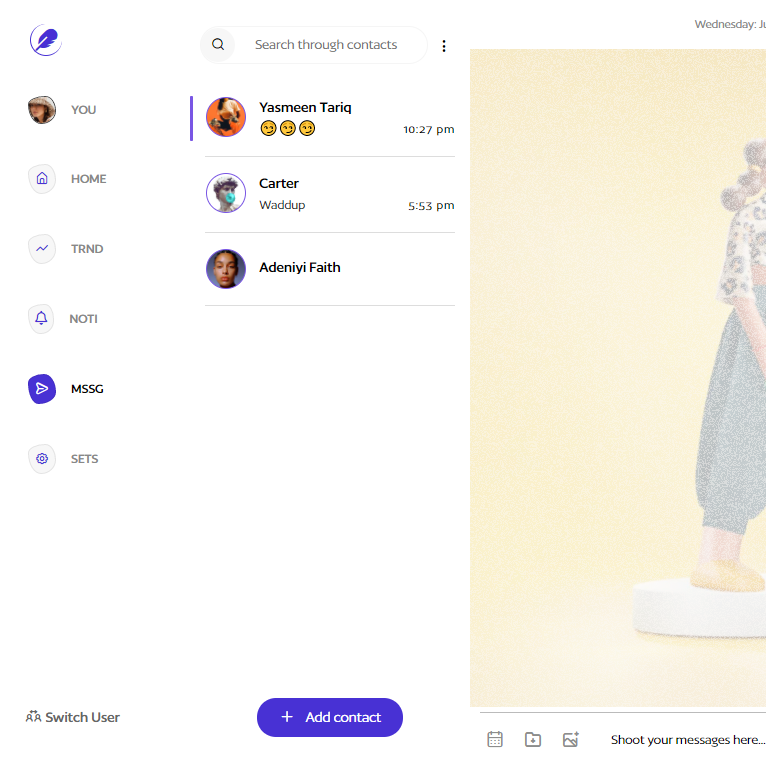 YOU
HOME
TRND
NOTI
MSSG
SETS
Switch User
Search through contacts
Yasmeen Tariq
😏😏😏
10:27 pm
Carter
Waddup
5:53 pm
Adeniyi Faith
Add contact
Wednesday:
Shoot your messages here...